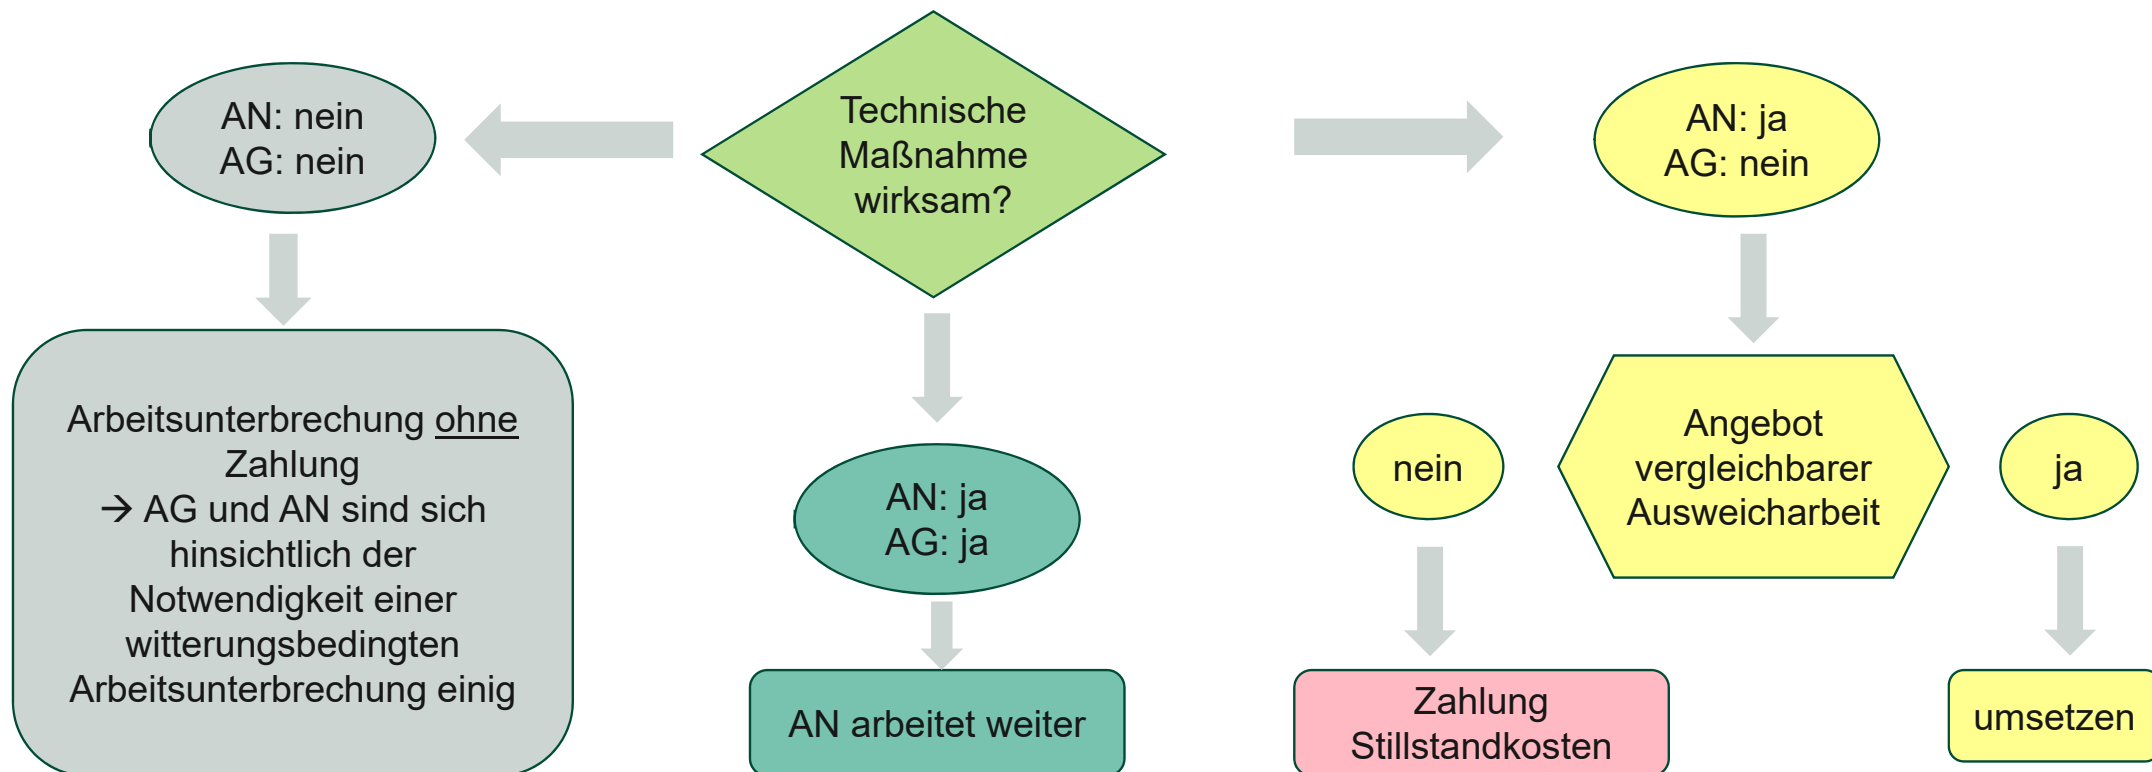 AN: nein
AG: nein
Technische
Maßnahme
wirksam?
AN: ja
AG: nein
Arbeitsunterbrechung ohne
Zahlung
→ AG und AN sind sich
hinsichtlich der
Notwendigkeit einer
witterungsbedingten
Arbeitsunterbrechung einig
AN: ja
AG: ja
AN arbeitet weiter
nein
Angebot
vergleichbarer
Ausweicharbeit
ja
Zahlung
Stillstandkosten
umsetzen